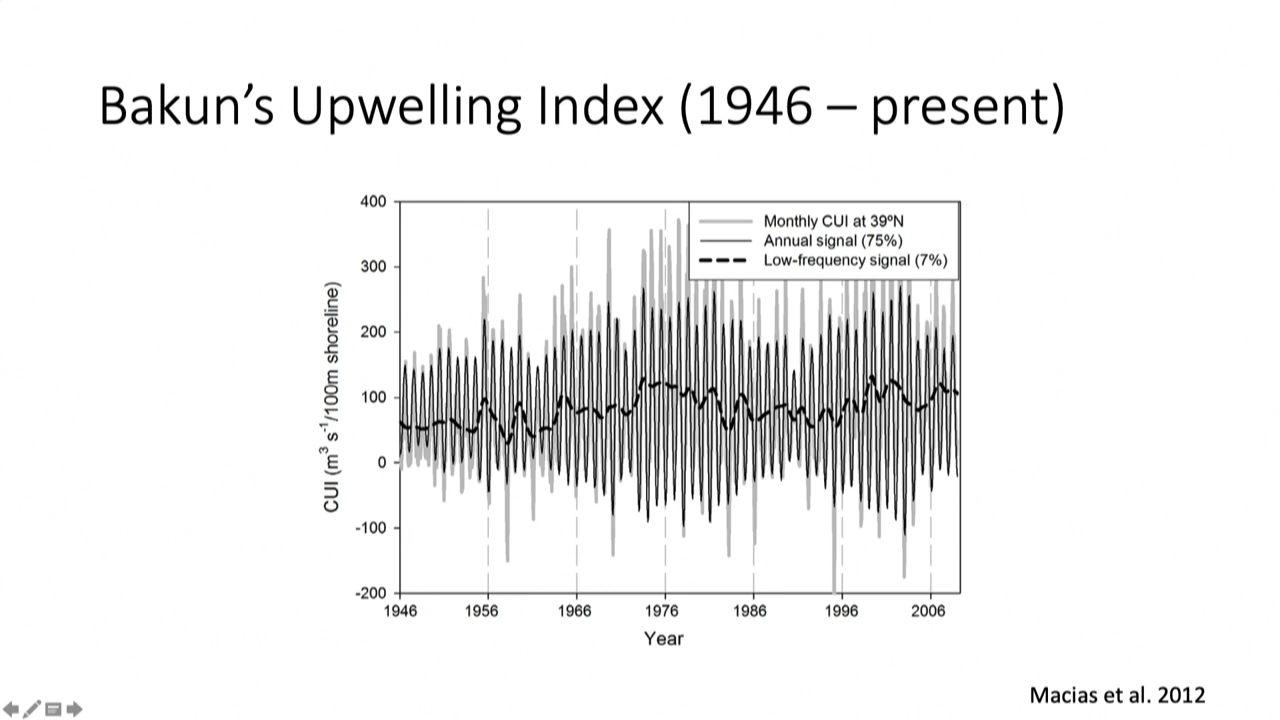 Bakun’s Upwelling Index (1946 – present)
400
300
200
100
0
-100
-200
CUI (m³ s⁻¹/100m shoreline)
Monthly CUI at 39ºN
Annual signal (75%)
Low-frequency signal (7%)
1946 1956 1966 1976 1986 1996 2006
Year
Macias et al. 2012